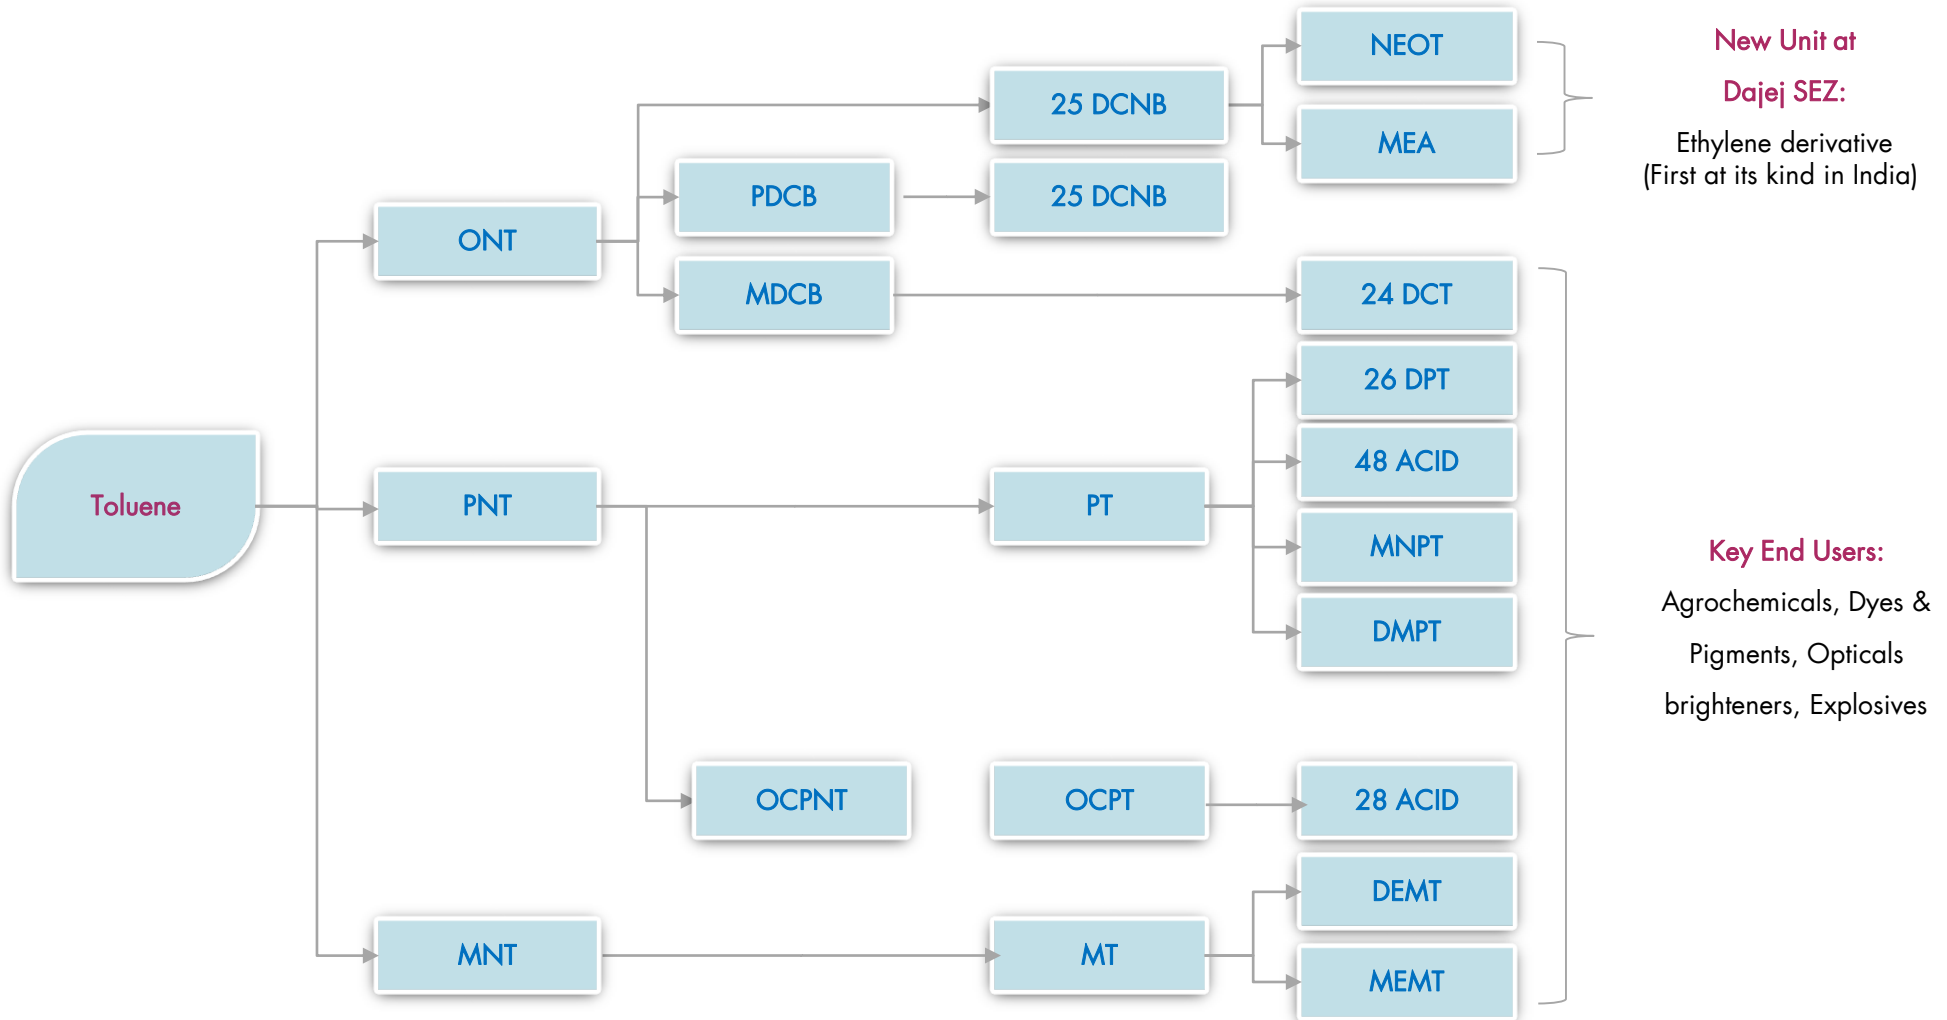 NEOT
New Unit at
25 DCNB
Dajej SEZ:
MEA
Ethylene derivative
(First at its kind in India)
PDCB
25 DCNB
ONT
MDCB
24 DCT
26 DPT
48 ACID
Toluene
PNT
PT
MNPT
Key End Users:
Agrochemicals, Dyes &
DMPT
Pigments, Opticals
brighteners, Explosives
OCPNT
OCPT
28 ACID
DEMT
MNT
MT
MEMT